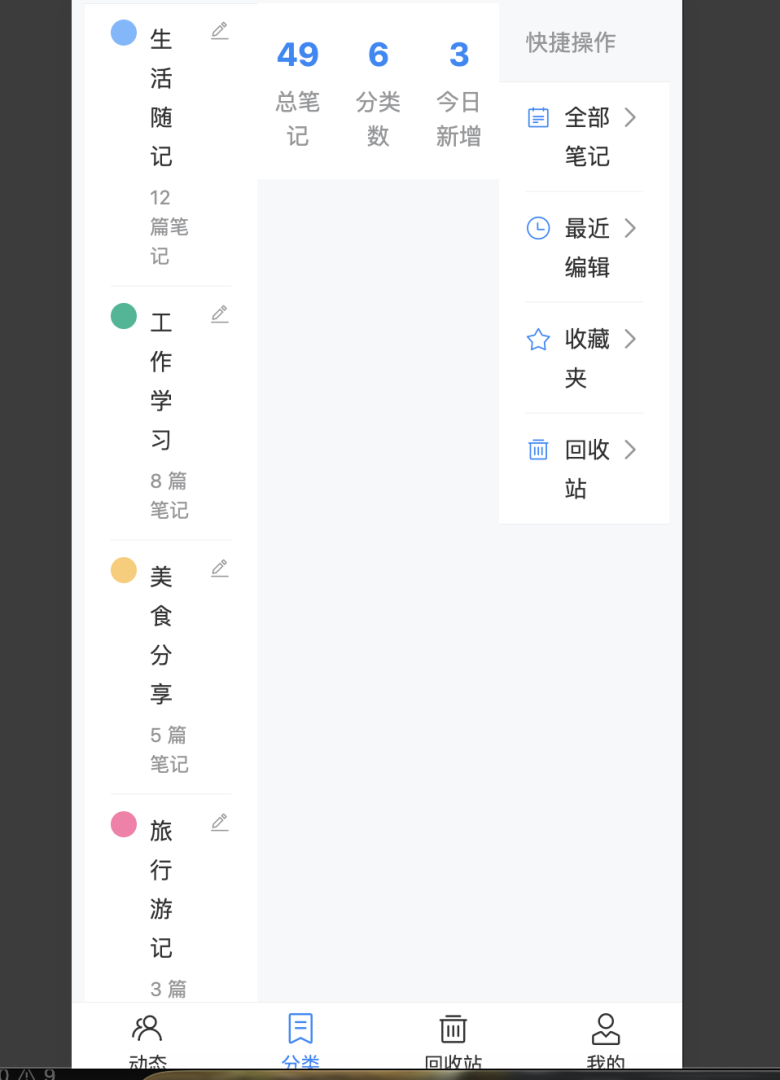 生
活
随
记
12
篇笔
记
工
作
学
习
8 篇
笔记
美
食
分
享
5 篇
笔记
旅
行
游
记
3 篇
49
总笔
记
6
分类
数
3
今日
新增
快捷操作
全部
笔记
最近
编辑
收藏
夹
回收
站
动态
分类
回收站
我的